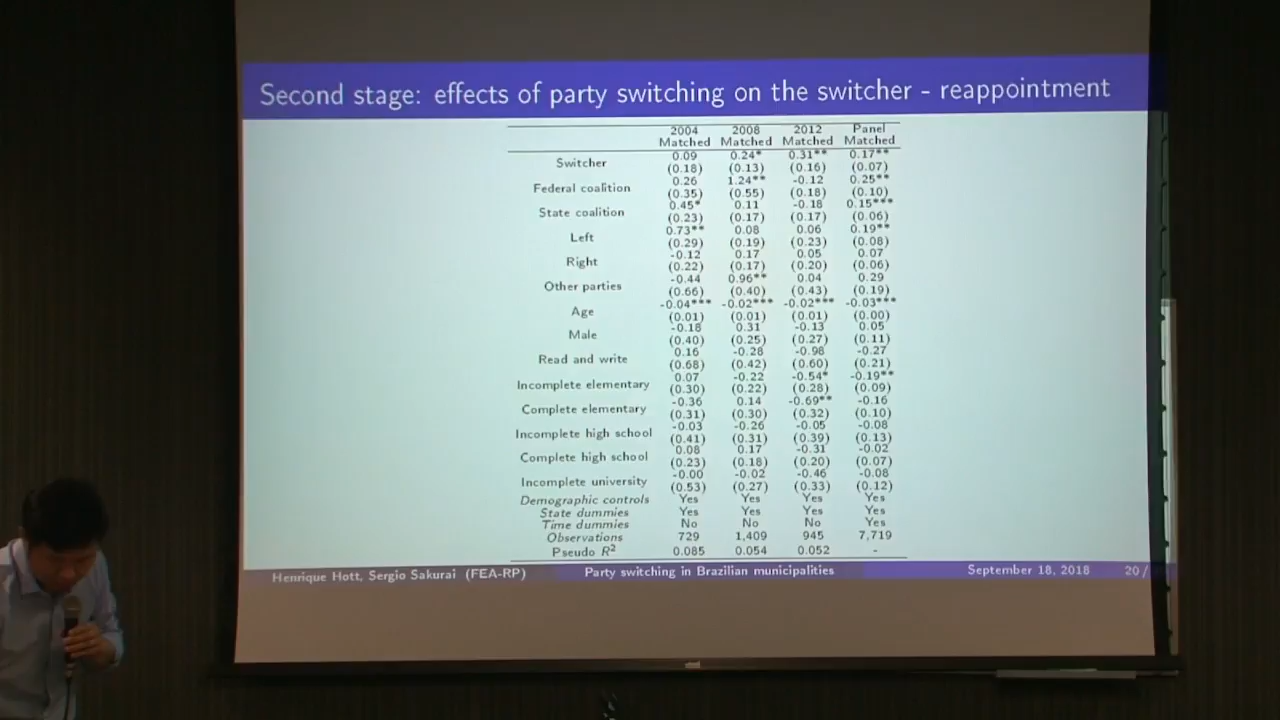 Second stage: effects of party switching on the switcher - reappointment
2004 2008 2012 Panel
Matched Matched Matched Matched
Switcher 0.09 0.24* 0.31** 0.17**
(0.18) (0.13) (0.16) (0.07)
Federal coalition 0.26 1.24** -0.12 0.25**
(0.35) (0.55) (0.18) (0.10)
State coalition 0.45* 0.11 -0.18 0.15***
(0.23) (0.17) (0.17) (0.06)
Left 0.73** 0.08 0.06 0.19**
(0.29) (0.19) (0.23) (0.08)
Right -0.12 0.17 0.05 0.07
(0.22) (0.17) (0.20) (0.06)
Other parties -0.44 0.96** 0.04 0.29
(0.66) (0.40) (0.43) (0.19)
Age -0.04*** -0.02*** -0.02*** -0.03***
(0.01) (0.01) (0.01) (0.00)
Male -0.18 0.31 -0.13 0.05
(0.40) (0.25) (0.27) (0.11)
Read and write 0.16 -0.28 -0.98 -0.27
(0.68) (0.42) (0.60) (0.21)
Incomplete elementary 0.07 -0.22 -0.54* -0.19**
(0.30) (0.22) (0.28) (0.09)
Complete elementary -0.36 0.14 -0.69** -0.16
(0.31) (0.30) (0.32) (0.10)
Incomplete high school -0.03 -0.26 -0.05 -0.08
(0.41) (0.31) (0.39) (0.13)
Complete high school 0.08 0.17 -0.31 -0.02
(0.23) (0.18) (0.20) (0.07)
Incomplete university -0.00 -0.02 -0.46 -0.08
(0.53) (0.27) (0.33) (0.12)
Demographic controls Yes Yes Yes Yes
State dummies Yes Yes Yes Yes
Time dummies No No No Yes
Observations 729 1,409 945 7,719
Pseudo R² 0.085 0.054 0.052 -
Henrique Hott, Sergio Sakurai (FEA-RP) Party switching in Brazilian municipalities September 18, 2018 20 /